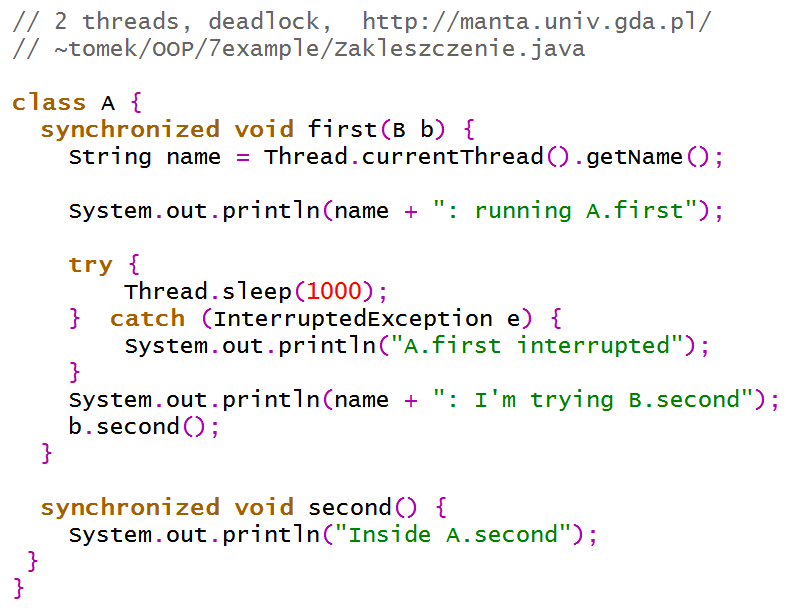 // 2 threads, deadlock,  http://manta.univ.gda.pl/
// ~tomek/OOP/7example/Zakleszczenie.java

class A {
  synchronized void first(B b) {
    String name = Thread.currentThread().getName();

    System.out.println(name + ": running A.first");

    try {
        Thread.sleep(1000);
    }  catch (InterruptedException e) {
        System.out.println("A.first interrupted");
    }
    System.out.println(name + ": I'm trying B.second");
    b.second();
  }

  synchronized void second() {
    System.out.println("Inside A.second");
 }
}